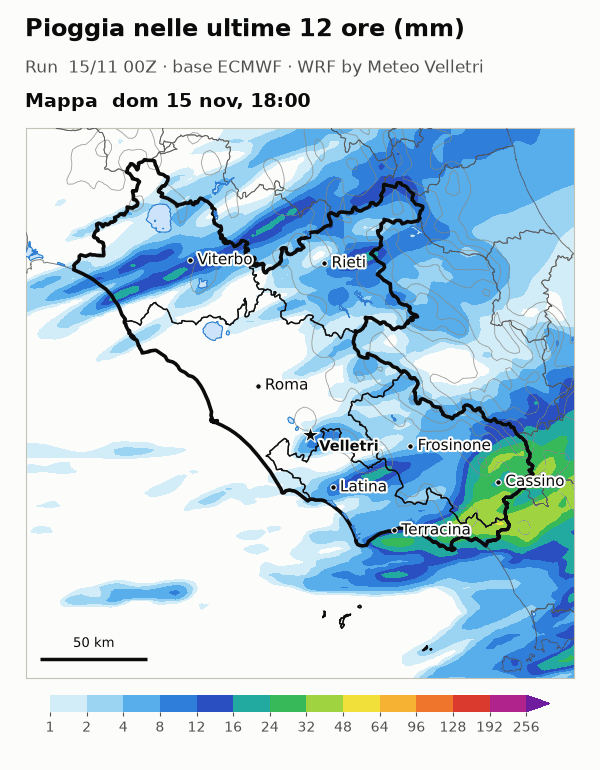 Pioggia nelle ultime 12 ore (mm)
Run  15/11 00Z · base ECMWF · WRF by Meteo Velletri
Mappa  dom 15 nov, 18:00
Viterbo
Rieti
Roma
Velletri
Frosinone
Cassino
Latina
Terracina
50 km
1 2 4 8 12 16 24 32 48 64 96 128 192 256